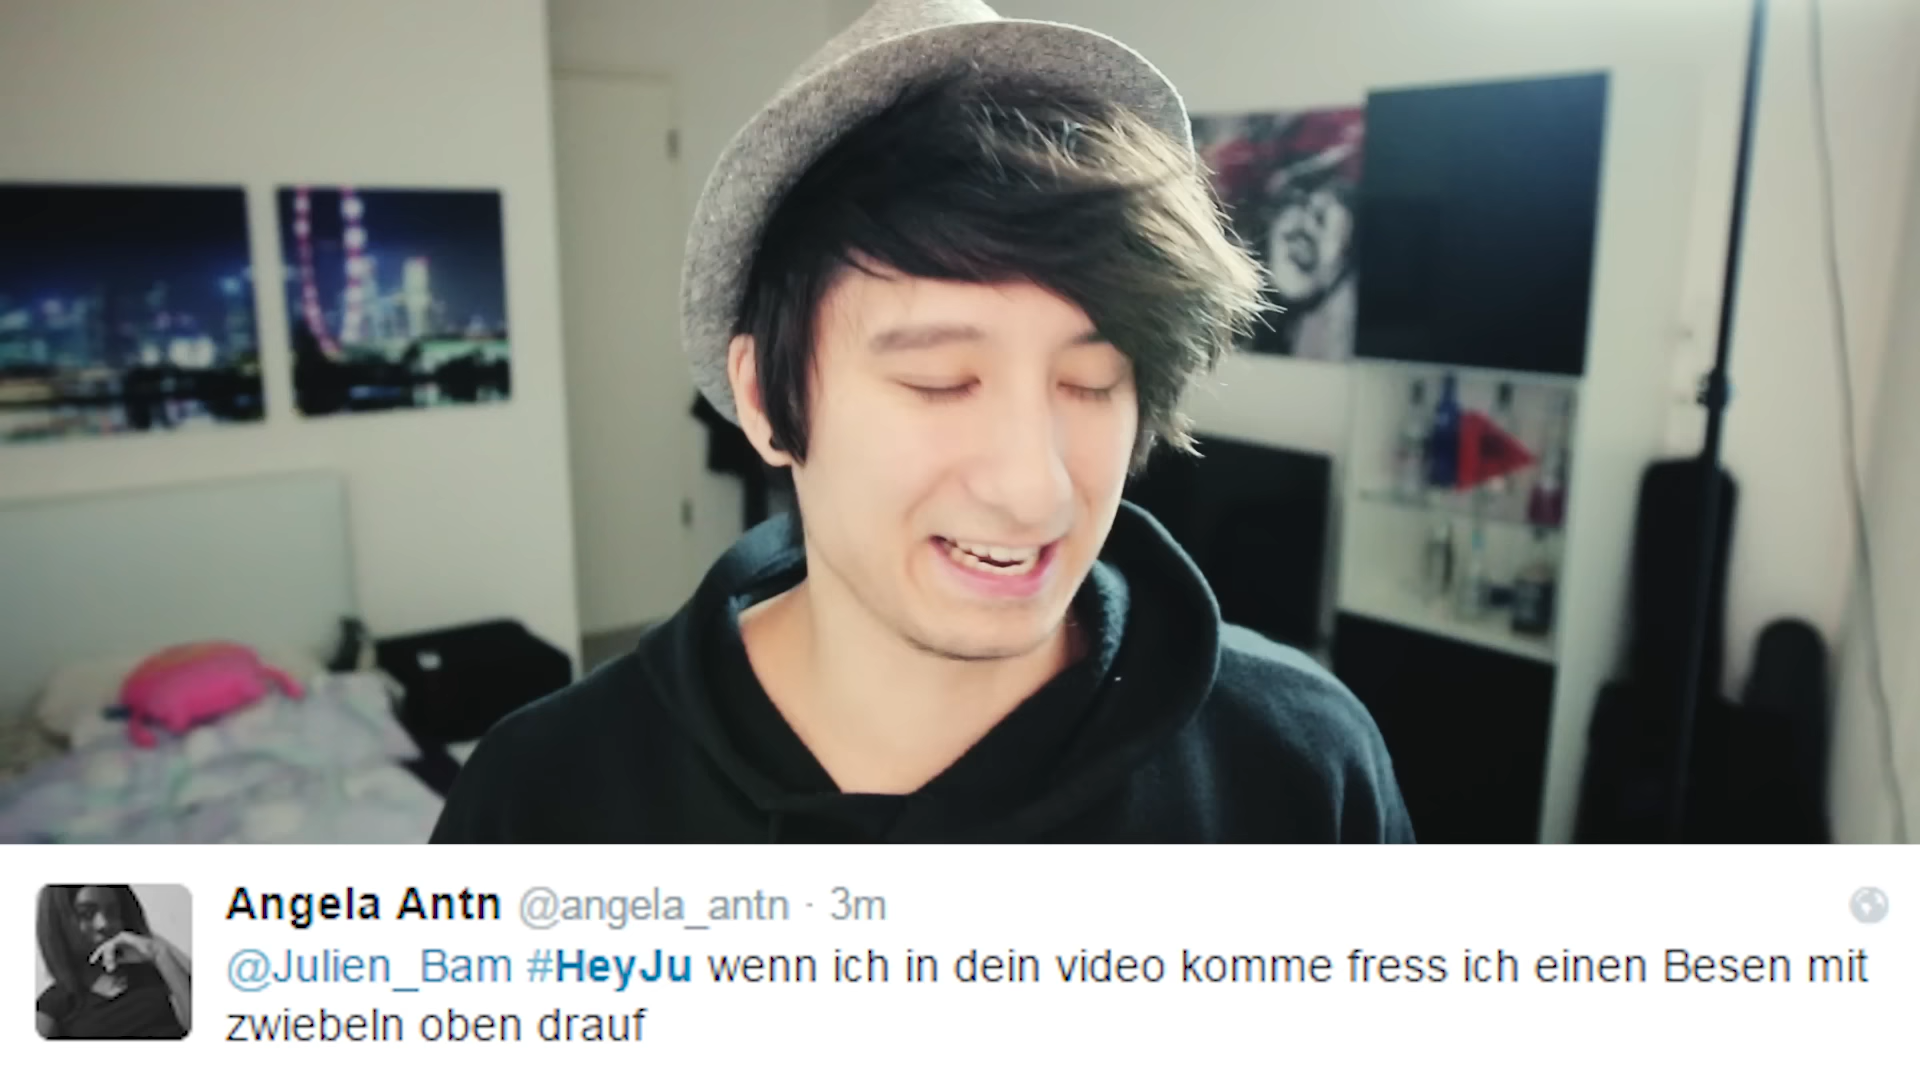 Angela Antn @angela_antn · 3m
@Julien_Bam #HeyJu wenn ich in dein video komme fress ich einen Besen mit
zwiebeln oben drauf